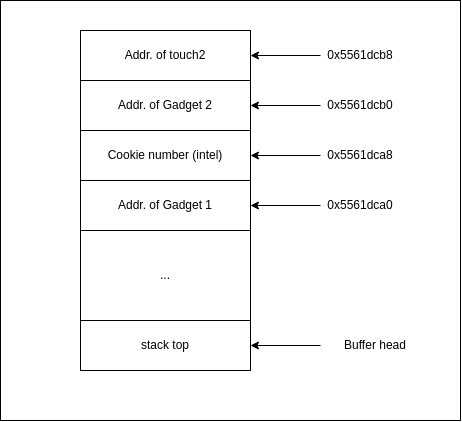 Addr. of touch2 0x5561dcb8
Addr. of Gadget 2 0x5561dcb0
Cookie number (intel) 0x5561dca8
Addr. of Gadget 1 0x5561dca0
...
stack top Buffer head